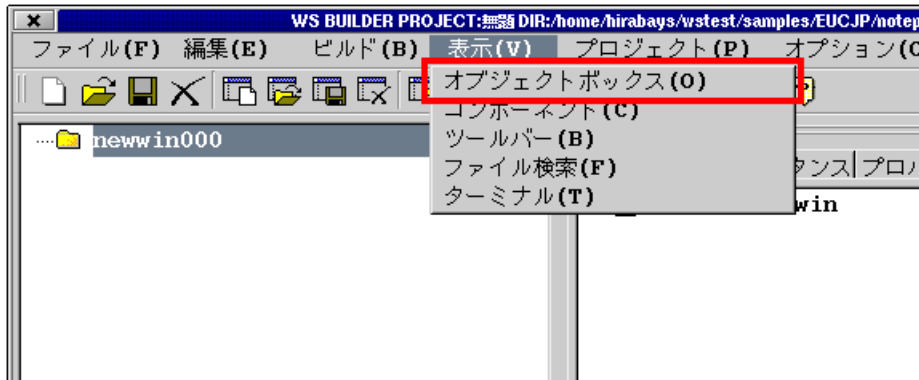 WS BUILDER PROJECT:無題 DIR:/home/hirabays/wstest/samples/EUCJP/notep
ファイル(F) 編集(E) ビルド(B) 表示(V) プロジェクト(P) オプション(O
オブジェクトボックス(O)
コンポーネント(C)
ツールバー(B)
ファイル検索(F)
ターミナル(T)
newwin000
タンス プロパ
win